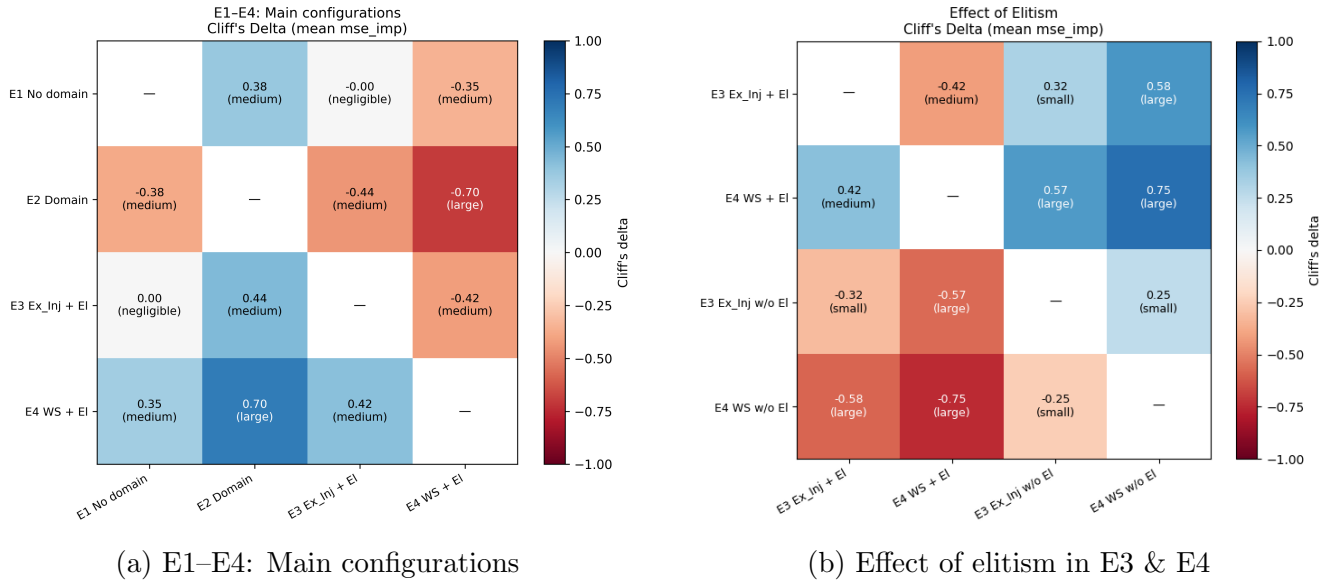 E1–E4: Main configurations
Cliff's Delta (mean mse_imp)
E1 No domain
—
0.38
(medium)
-0.00
(negligible)
-0.35
(medium)
E2 Domain
-0.38
(medium)
—
-0.44
(medium)
-0.70
(large)
E3 Ex_Inj + El
0.00
(negligible)
0.44
(medium)
—
-0.42
(medium)
E4 WS + El
0.35
(medium)
0.70
(large)
0.42
(medium)
—
E1 No domain
E2 Domain
E3 Ex_Inj + El
E4 WS + El
1.00
0.75
0.50
0.25
0.00
−0.25
−0.50
−0.75
−1.00
Cliff's delta
(a) E1–E4: Main configurations
Effect of Elitism
Cliff's Delta (mean mse_imp)
E3 Ex_Inj + El
—
-0.42
(medium)
0.32
(small)
0.58
(large)
E4 WS + El
0.42
(medium)
—
0.57
(large)
0.75
(large)
E3 Ex_Inj w/o El
-0.32
(small)
-0.57
(large)
—
0.25
(small)
E4 WS w/o El
-0.58
(large)
-0.75
(large)
-0.25
(small)
—
E3 Ex_Inj + El
E4 WS + El
E3 Ex_Inj w/o El
E4 WS w/o El
1.00
0.75
0.50
0.25
0.00
−0.25
−0.50
−0.75
−1.00
Cliff's delta
(b) Effect of elitism in E3 & E4